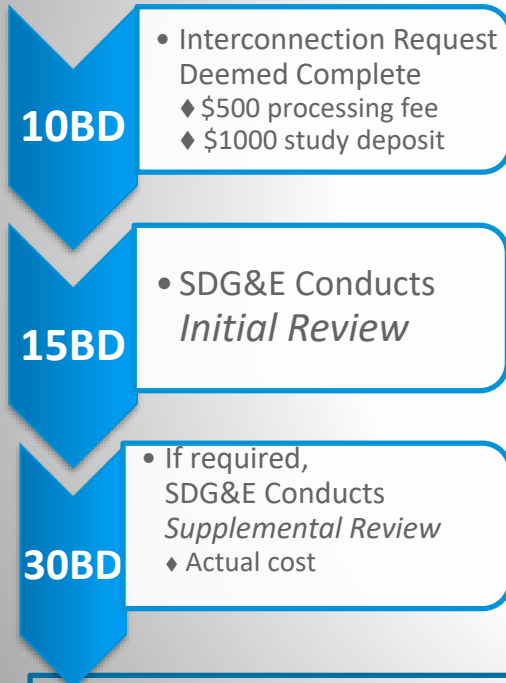 10BD
• Interconnection Request
Deemed Complete
♦ $500 processing fee
♦ $1000 study deposit
15BD
• SDG&E Conducts
Initial Review
30BD
• If required,
SDG&E Conducts
Supplemental Review
♦ Actual cost